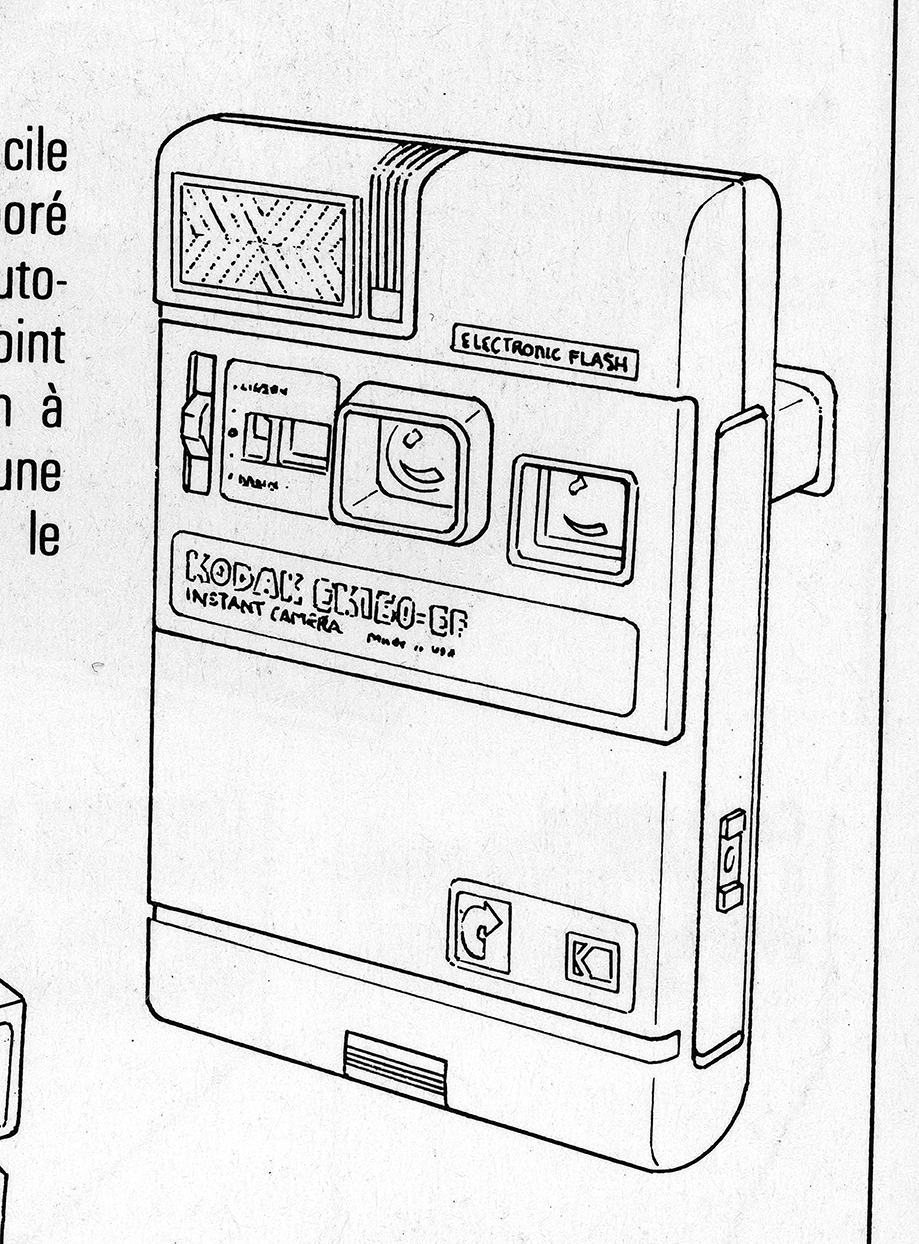 cile
oré
uto-
oint
n à
une
le
ELECTRONIC FLASH
LIGHTEN
DARKEN
KODAK EK160-EF
INSTANT CAMERA Made in USA